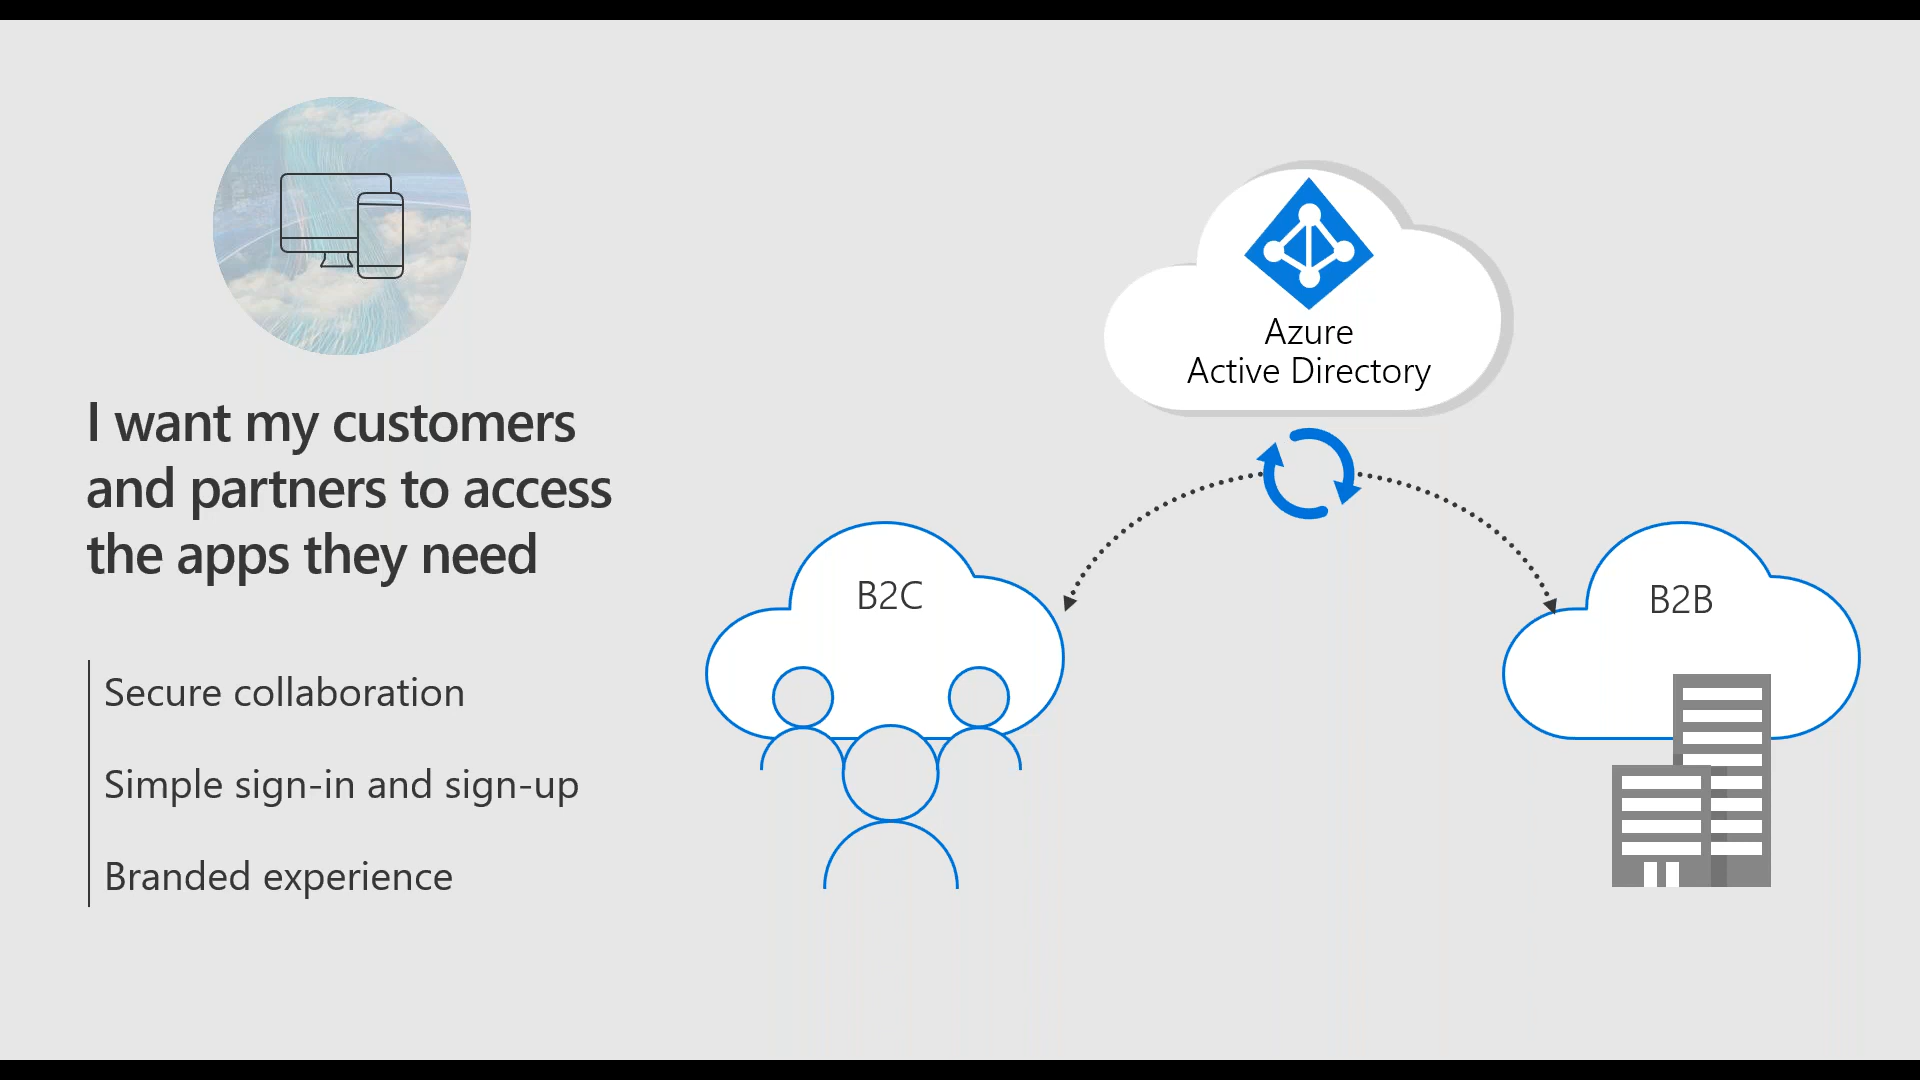 I want my customers
and partners to access
the apps they need
Secure collaboration
Simple sign-in and sign-up
Branded experience
Azure
Active Directory
B2C
B2B